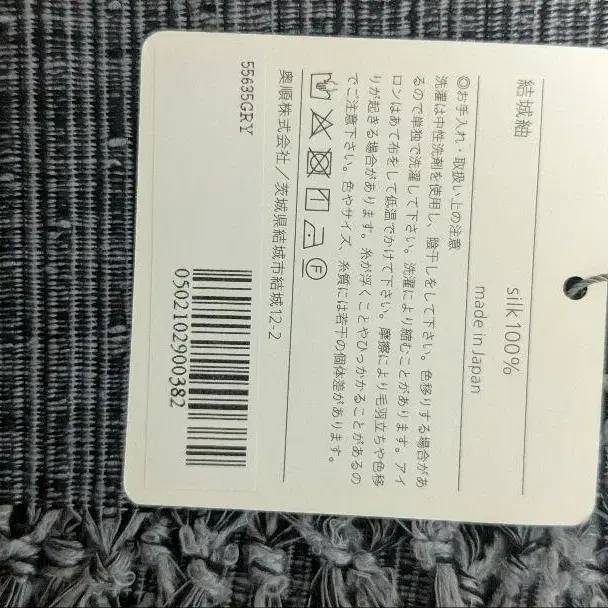 結城紬
silk100%
made in Japan
◎お手入れ・取扱い上の注意
洗濯は中性洗剤を使用し、陰干しをして下さい。色移りする場合があ
るので単独で洗濯して下さい。洗濯により縮むことがあります。アイ
ロンはあて布をして低温でかけて下さい。摩擦により毛羽立ちや色移
りが起きる場合があります。糸が浮くことやひっかかることがあるの
でご注意下さい。色やサイズ、糸質には若干の個体差があります。
F
奥順株式会社/茨城県結城市結城12-2
55635GRY
0502102900382